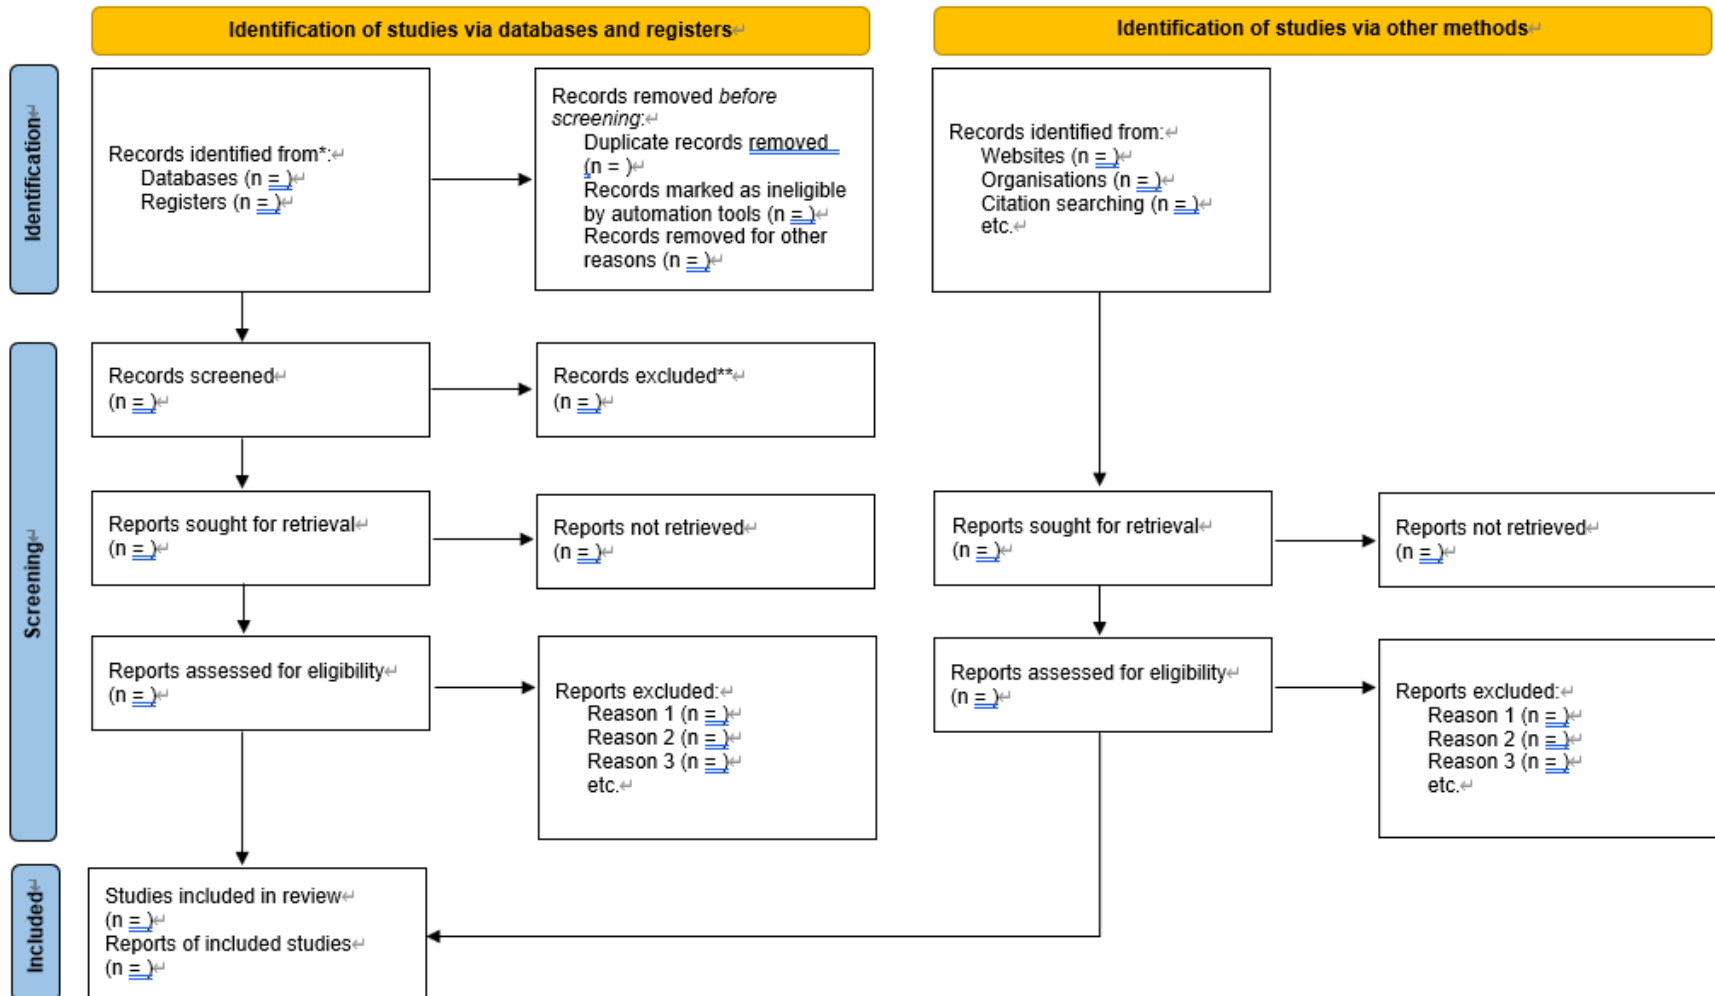 Identification of studies via databases and registers↵
Identification of studies via other methods↵
Identification↵
Records identified from*:↵
Databases (n = )↵
Registers (n = )↵
Records removed before
screening:↵
Duplicate records removed
(n = )
Records marked as ineligible
by automation tools (n = )↵
Records removed for other
reasons (n = )↵
Records identified from:↵
Websites (n = )↵
Organisations (n = )↵
Citation searching (n = )↵
etc.↵
Screening↵
Records screened↵
(n = )↵
Records excluded**↵
(n = )↵
Reports sought for retrieval↵
(n = )↵
Reports not retrieved↵
(n = )↵
Reports sought for retrieval↵
(n = )↵
Reports not retrieved↵
(n = )↵
Reports assessed for eligibility↵
(n = )↵
Reports excluded:↵
Reason 1 (n = )↵
Reason 2 (n = )↵
Reason 3 (n = )↵
etc.↵
Reports assessed for eligibility↵
(n = )↵
Reports excluded:↵
Reason 1 (n = )↵
Reason 2 (n = )↵
Reason 3 (n = )↵
etc.↵
Included↵
Studies included in review↵
(n = )↵
Reports of included studies↵
(n = )↵